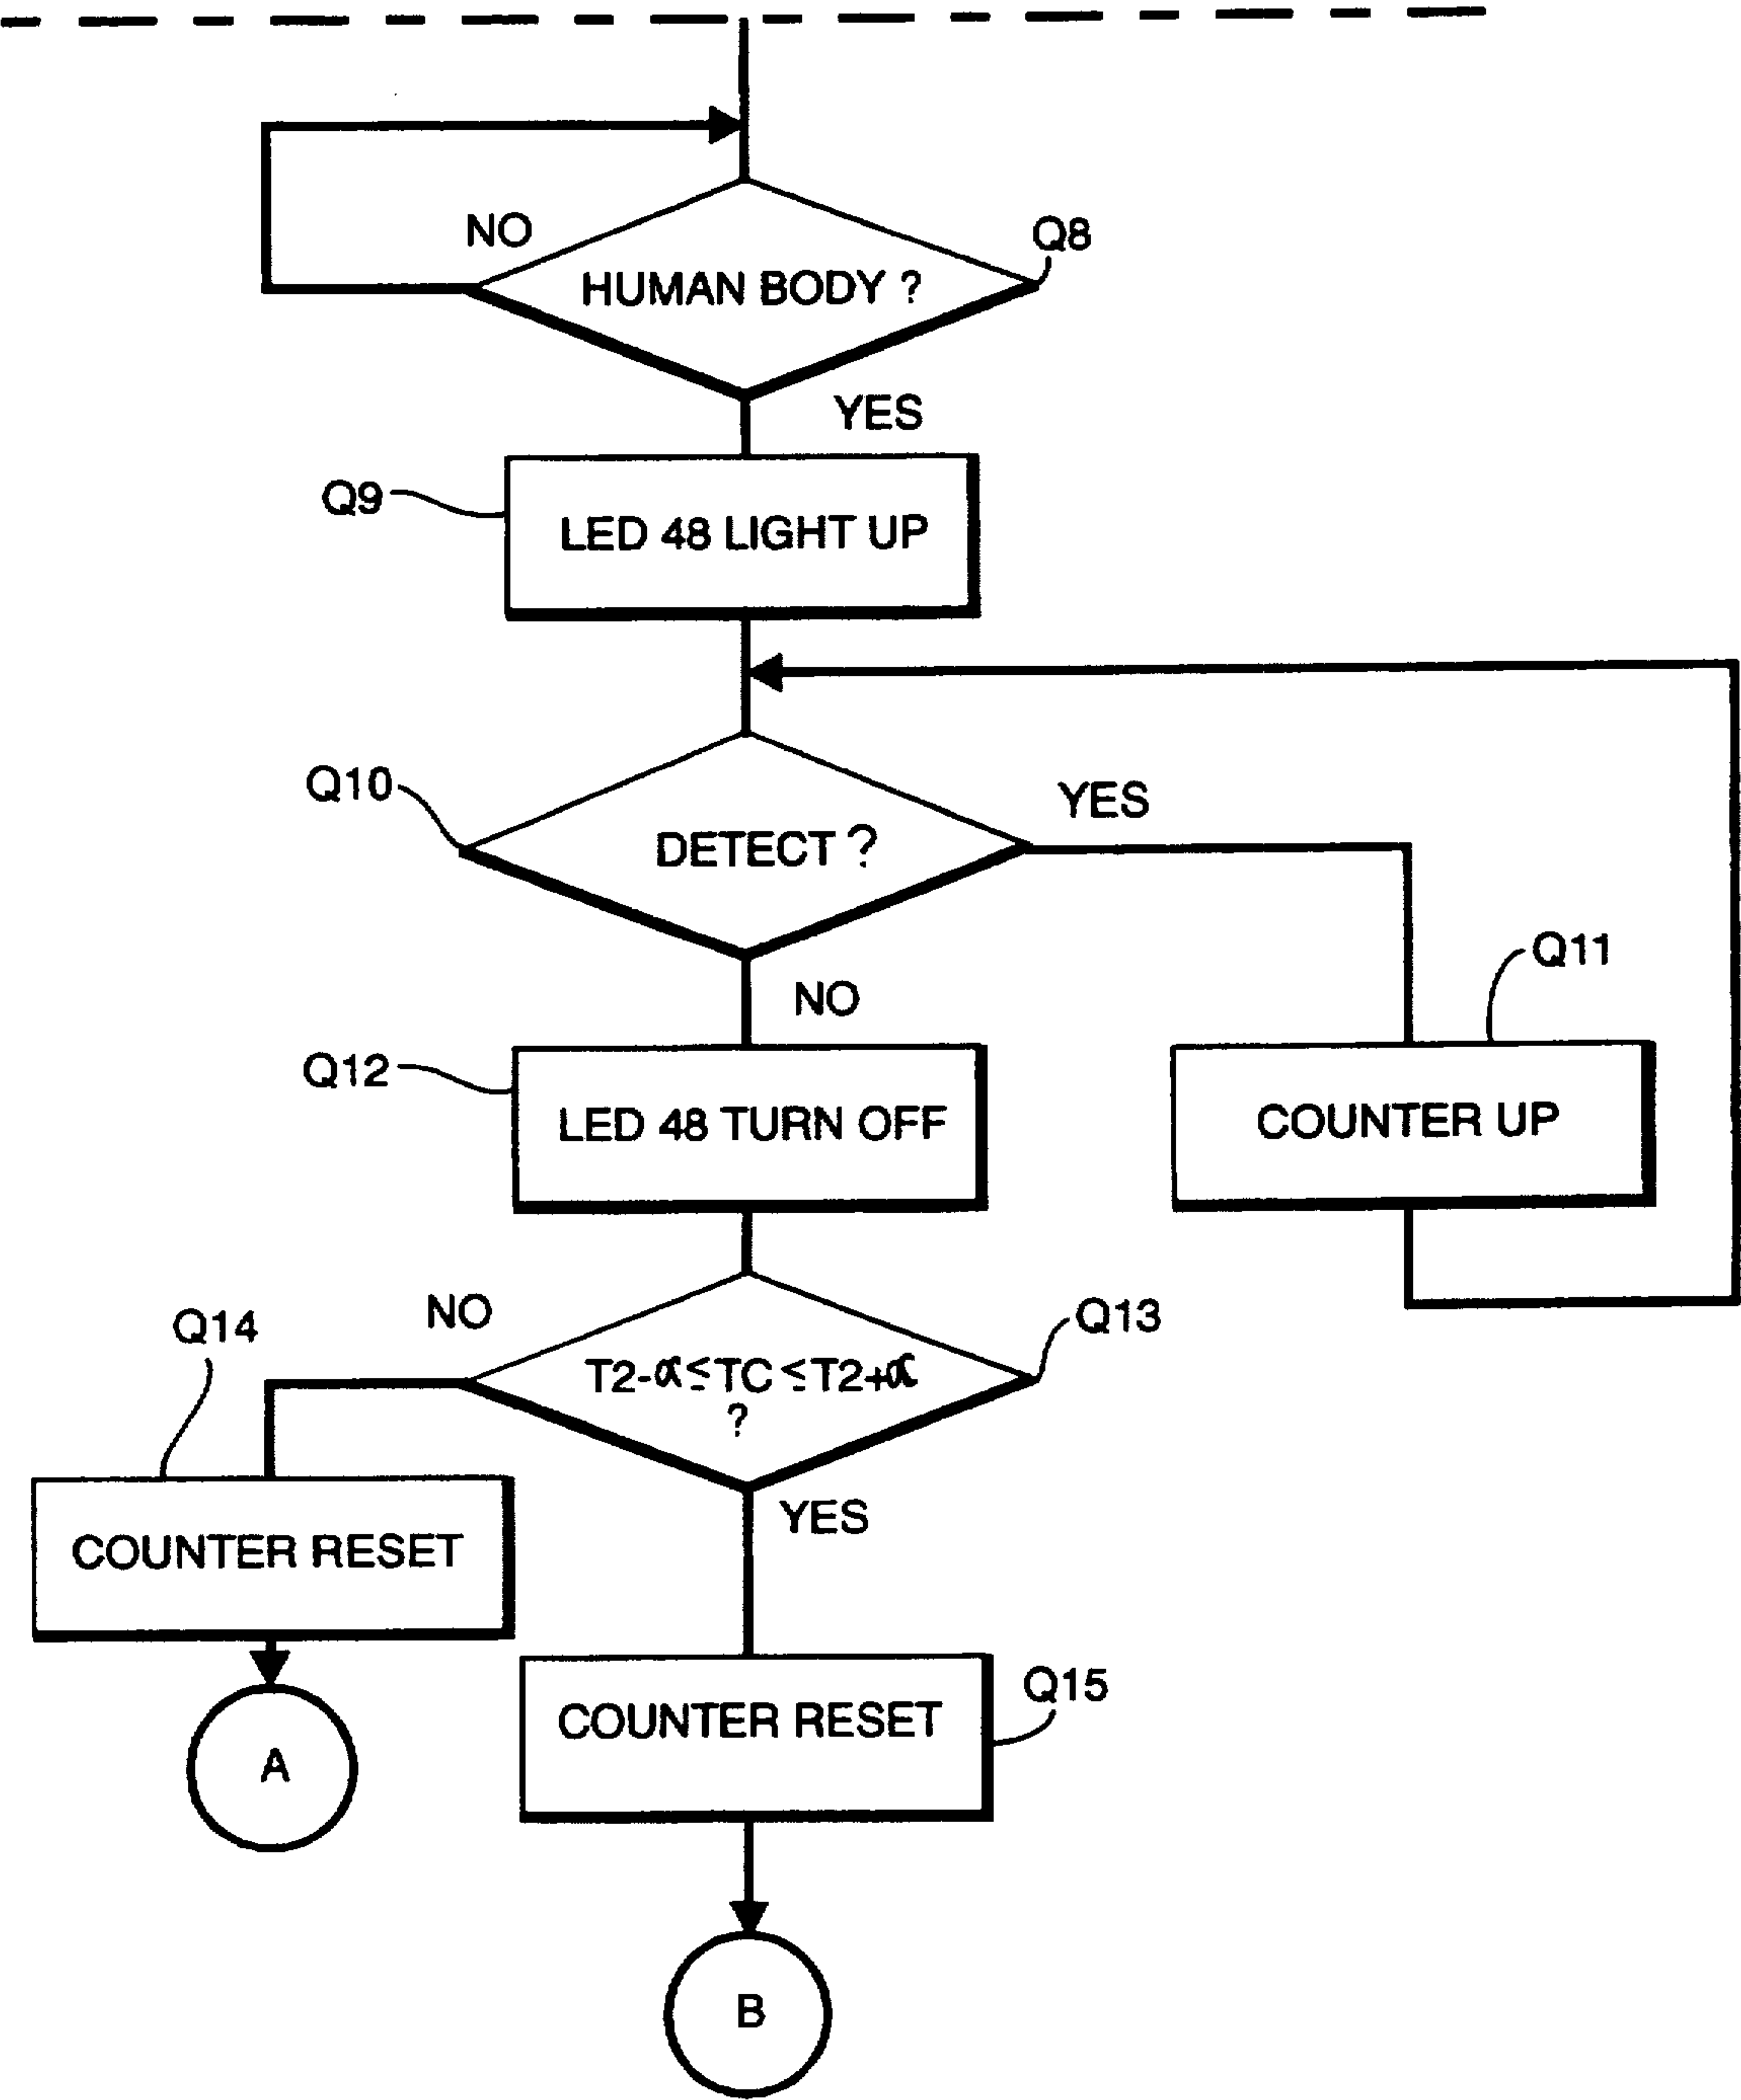 NO
Q8
HUMAN BODY ?
YES
Q9
LED 48 LIGHT UP
Q10
YES
DETECT ?
Q11
NO
Q12
LED 48 TURN OFF
COUNTER UP
NO
Q13
Q14
T2-α≤TC≤T2+α
?
YES
COUNTER RESET
Q15
COUNTER RESET
A
B